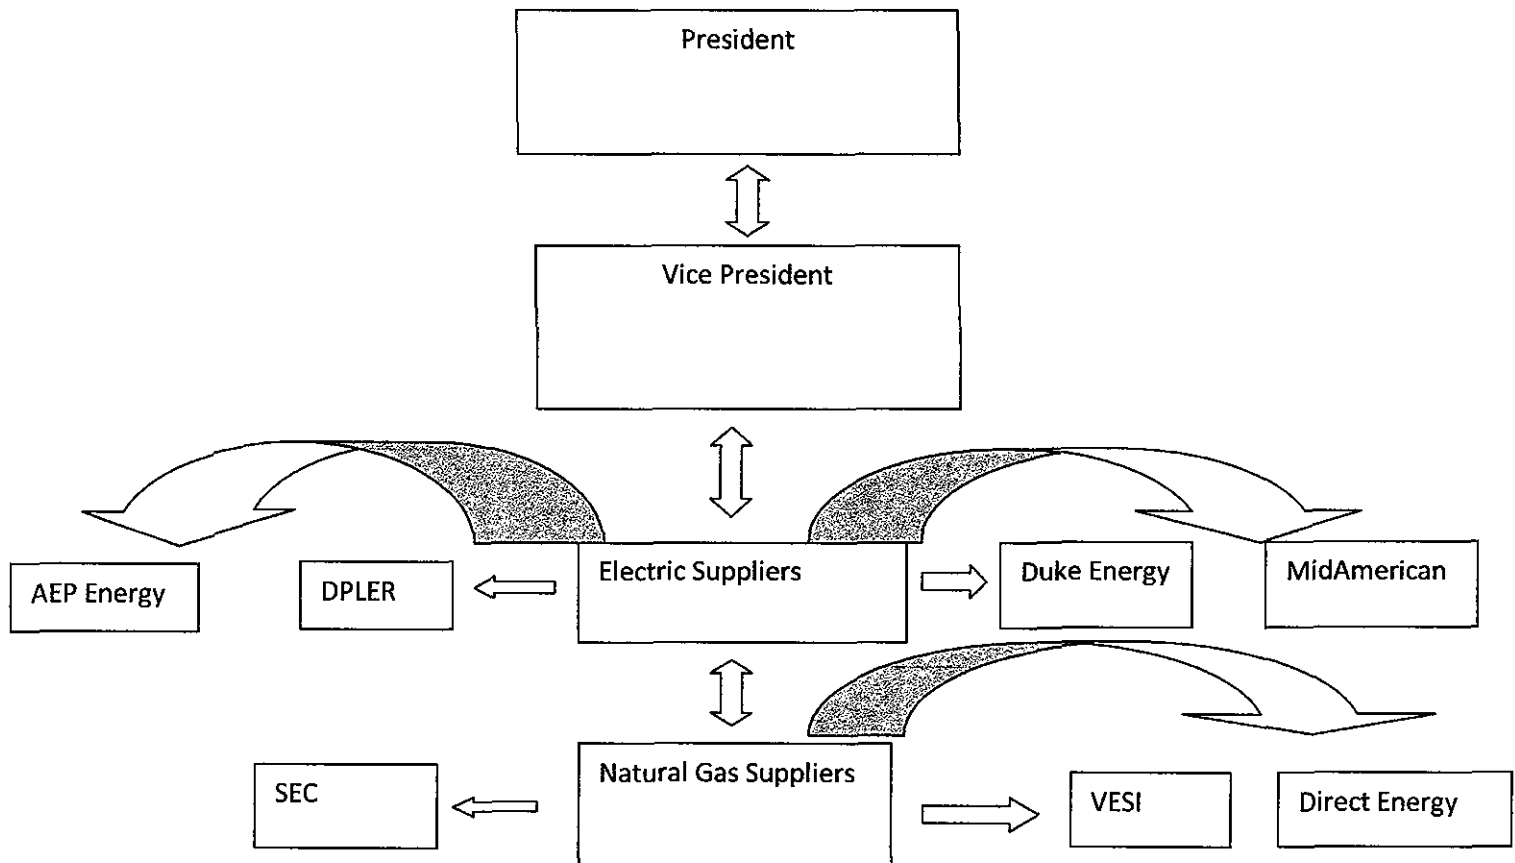 President
Vice President
AEP Energy
DPLER
Electric Suppliers
Duke Energy
MidAmerican
SEC
Natural Gas Suppliers
VESI
Direct Energy